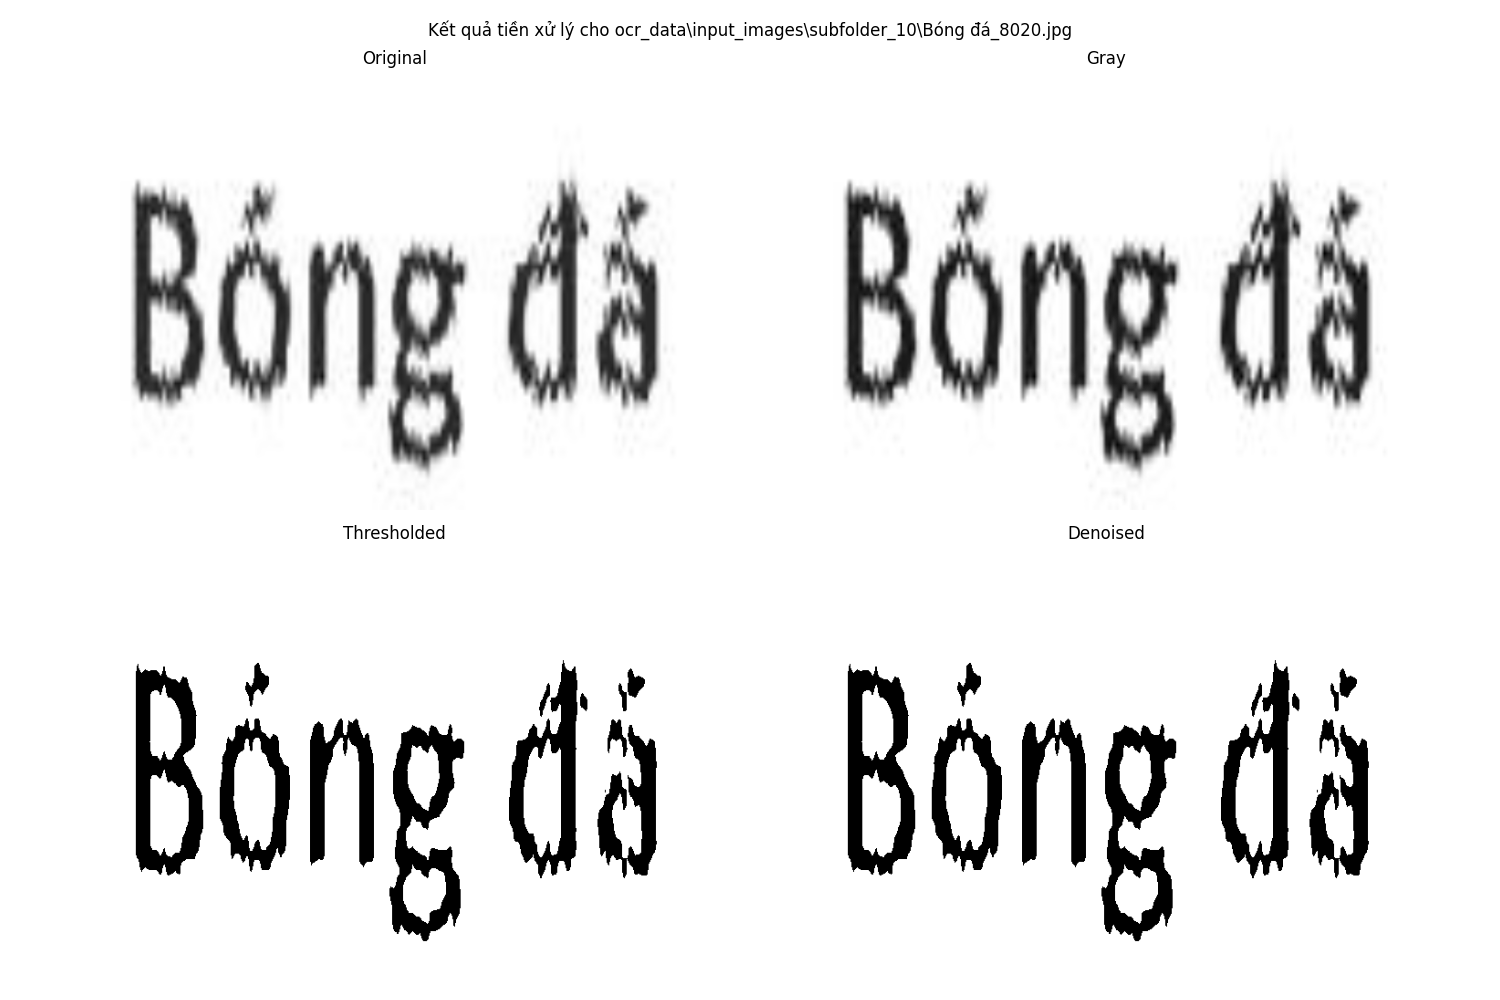 Kết quả tiền xử lý cho ocr_data\input_images\subfolder_10\Bóng đá_8020.jpg
Original
Gray
Bóng đá
Bóng đá
Thresholded
Denoised
Bóng đá
Bóng đá